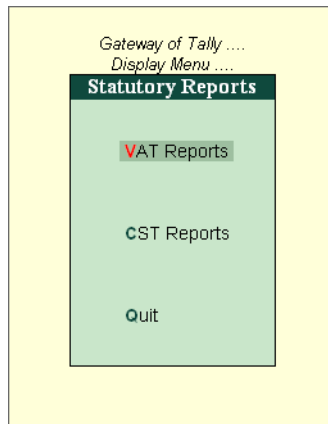 Gateway of Tally ....
Display Menu ....
Statutory Reports
VAT Reports
CST Reports
Quit